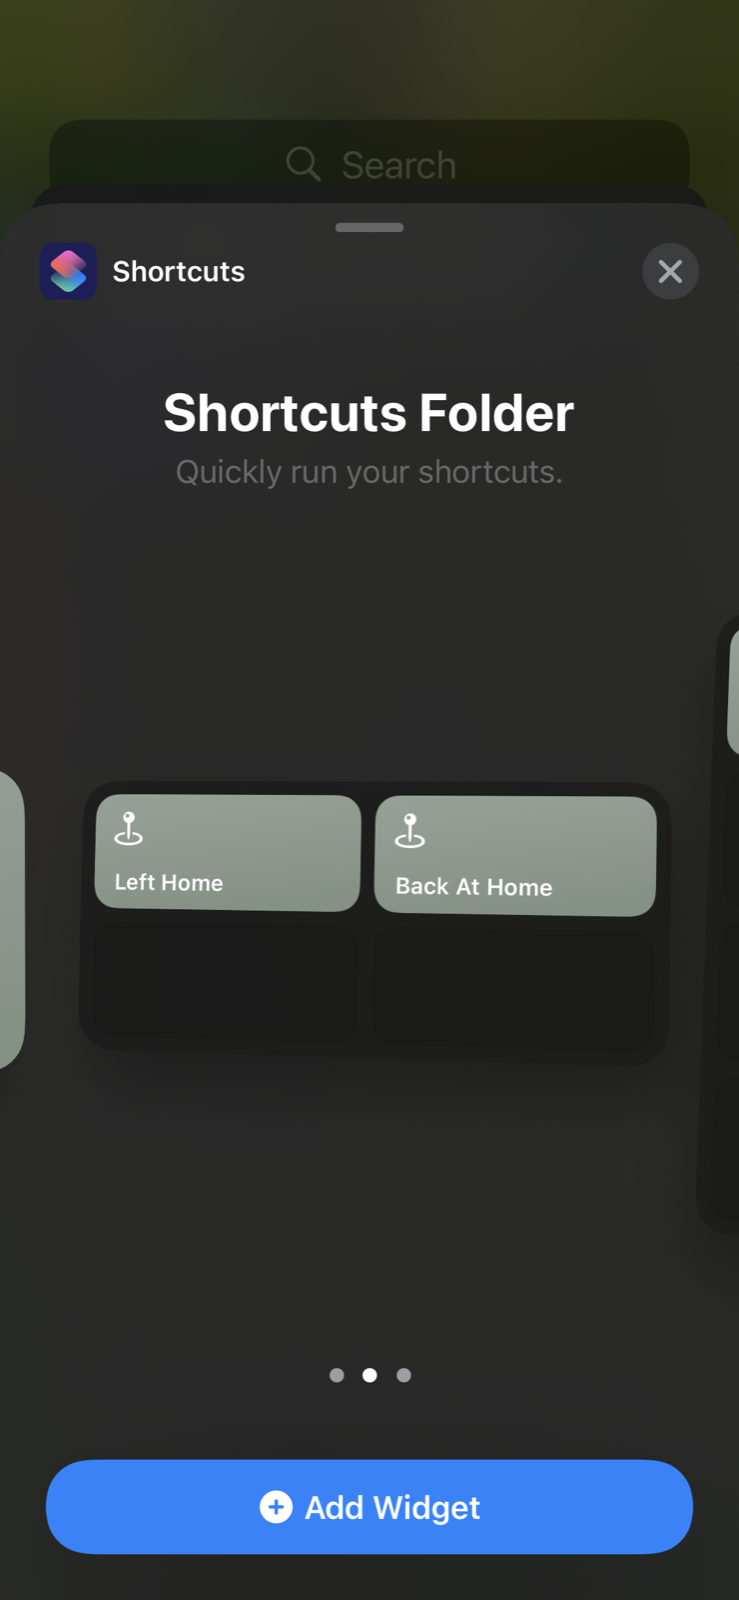 Search
Shortcuts
Shortcuts Folder
Quickly run your shortcuts.
Left Home
Back At Home
Add Widget